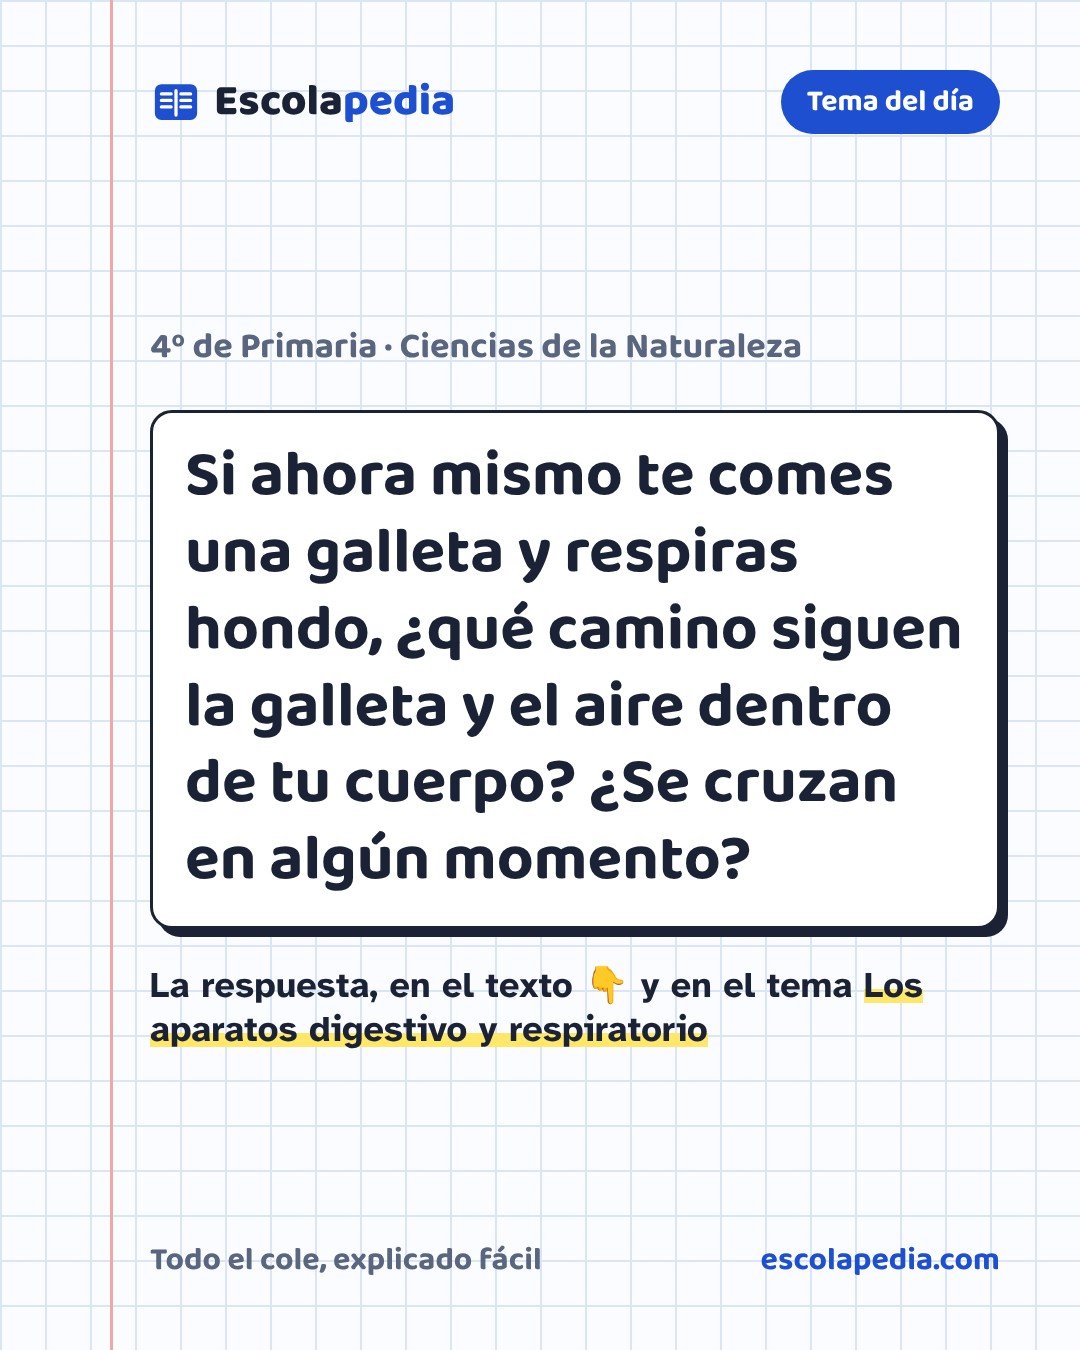 Escolapedia
Tema del día
4º de Primaria · Ciencias de la Naturaleza
Si ahora mismo te comes
una galleta y respiras
hondo, ¿qué camino siguen
la galleta y el aire dentro
de tu cuerpo? ¿Se cruzan
en algún momento?
La respuesta, en el texto 👇 y en el tema Los
aparatos digestivo y respiratorio
Todo el cole, explicado fácil
escolapedia.com